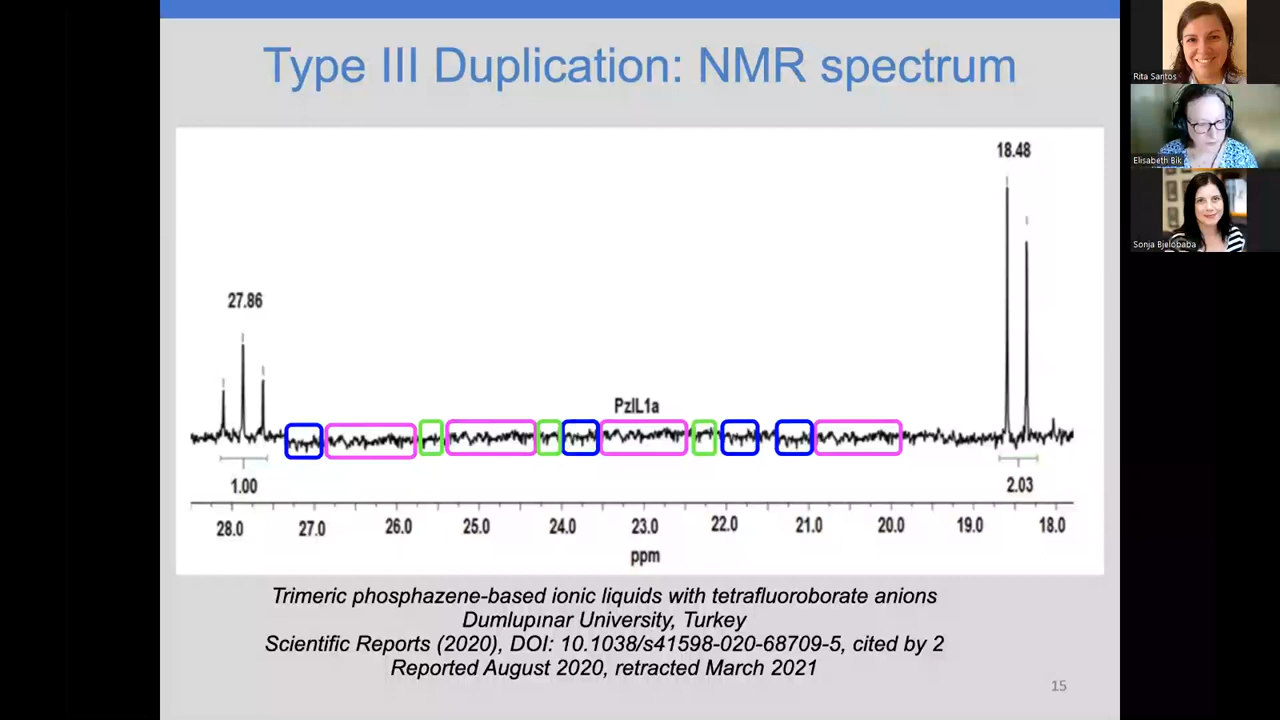 Type III Duplication: NMR spectrum
18.48
27.86
PzIL1a
1.00
2.03
28.0 27.0 26.0 25.0 24.0 23.0 22.0 21.0 20.0 19.0 18.0
ppm
Trimeric phosphazene-based ionic liquids with tetrafluoroborate anions
Dumlupınar University, Turkey
Scientific Reports (2020), DOI: 10.1038/s41598-020-68709-5, cited by 2
Reported August 2020, retracted March 2021
15
Rita Santos
Elisabeth Bik
Sonja Bjelobaba